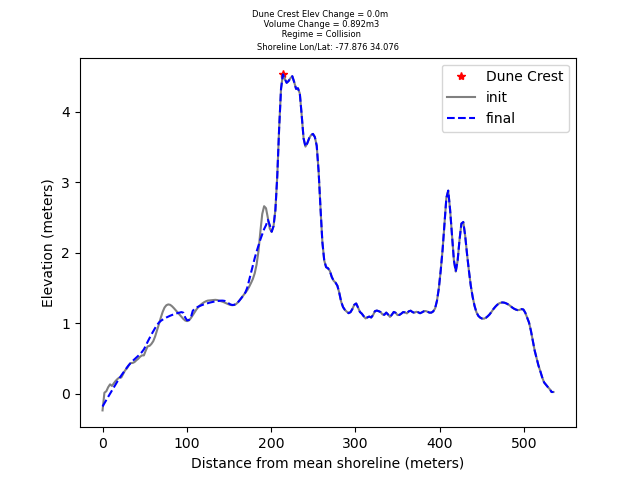 Dune Crest Elev Change = 0.0m
Volume Change = 0.892m3
Regime = Collision
Shoreline Lon/Lat: -77.876 34.076
Dune Crest
init
final
4
3
2
1
0
Elevation (meters)
0 100 200 300 400 500
Distance from mean shoreline (meters)